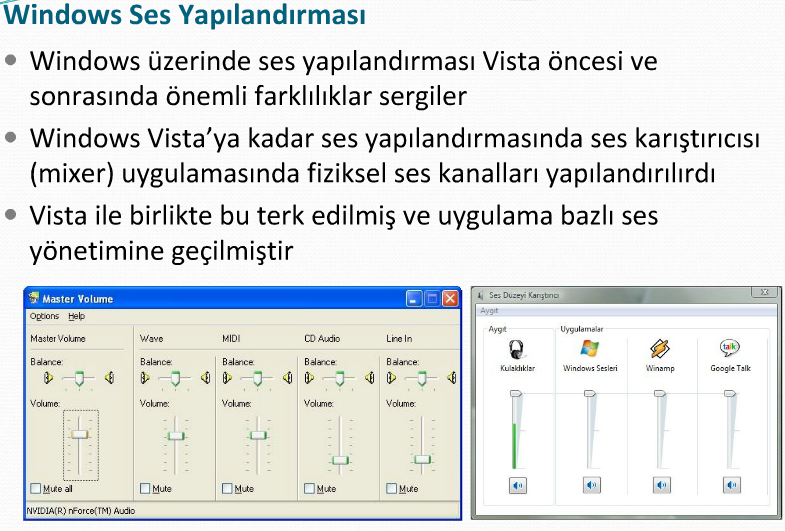 Windows Ses Yapılandırması
• Windows üzerinde ses yapılandırması Vista öncesi ve
sonrasında önemli farklılıklar sergiler
• Windows Vista’ya kadar ses yapılandırmasında ses karıştırıcısı
(mixer) uygulamasında fiziksel ses kanalları yapılandırılırdı
• Vista ile birlikte bu terk edilmiş ve uygulama bazlı ses
yönetimine geçilmiştir
Master Volume
Options Help
Master Volume Wave MIDI CD Audio Line In
Balance: Balance: Balance: Balance: Balance:
Volume: Volume: Volume: Volume: Volume:
Mute all Mute Mute Mute Mute
NVIDIA(R) nForce(TM) Audio
Ses Düzeyi Karıştırıcı
Aygıt
Aygıt Uygulamalar
talk
Kulaklıklar Windows Sesleri Winamp Google Talk